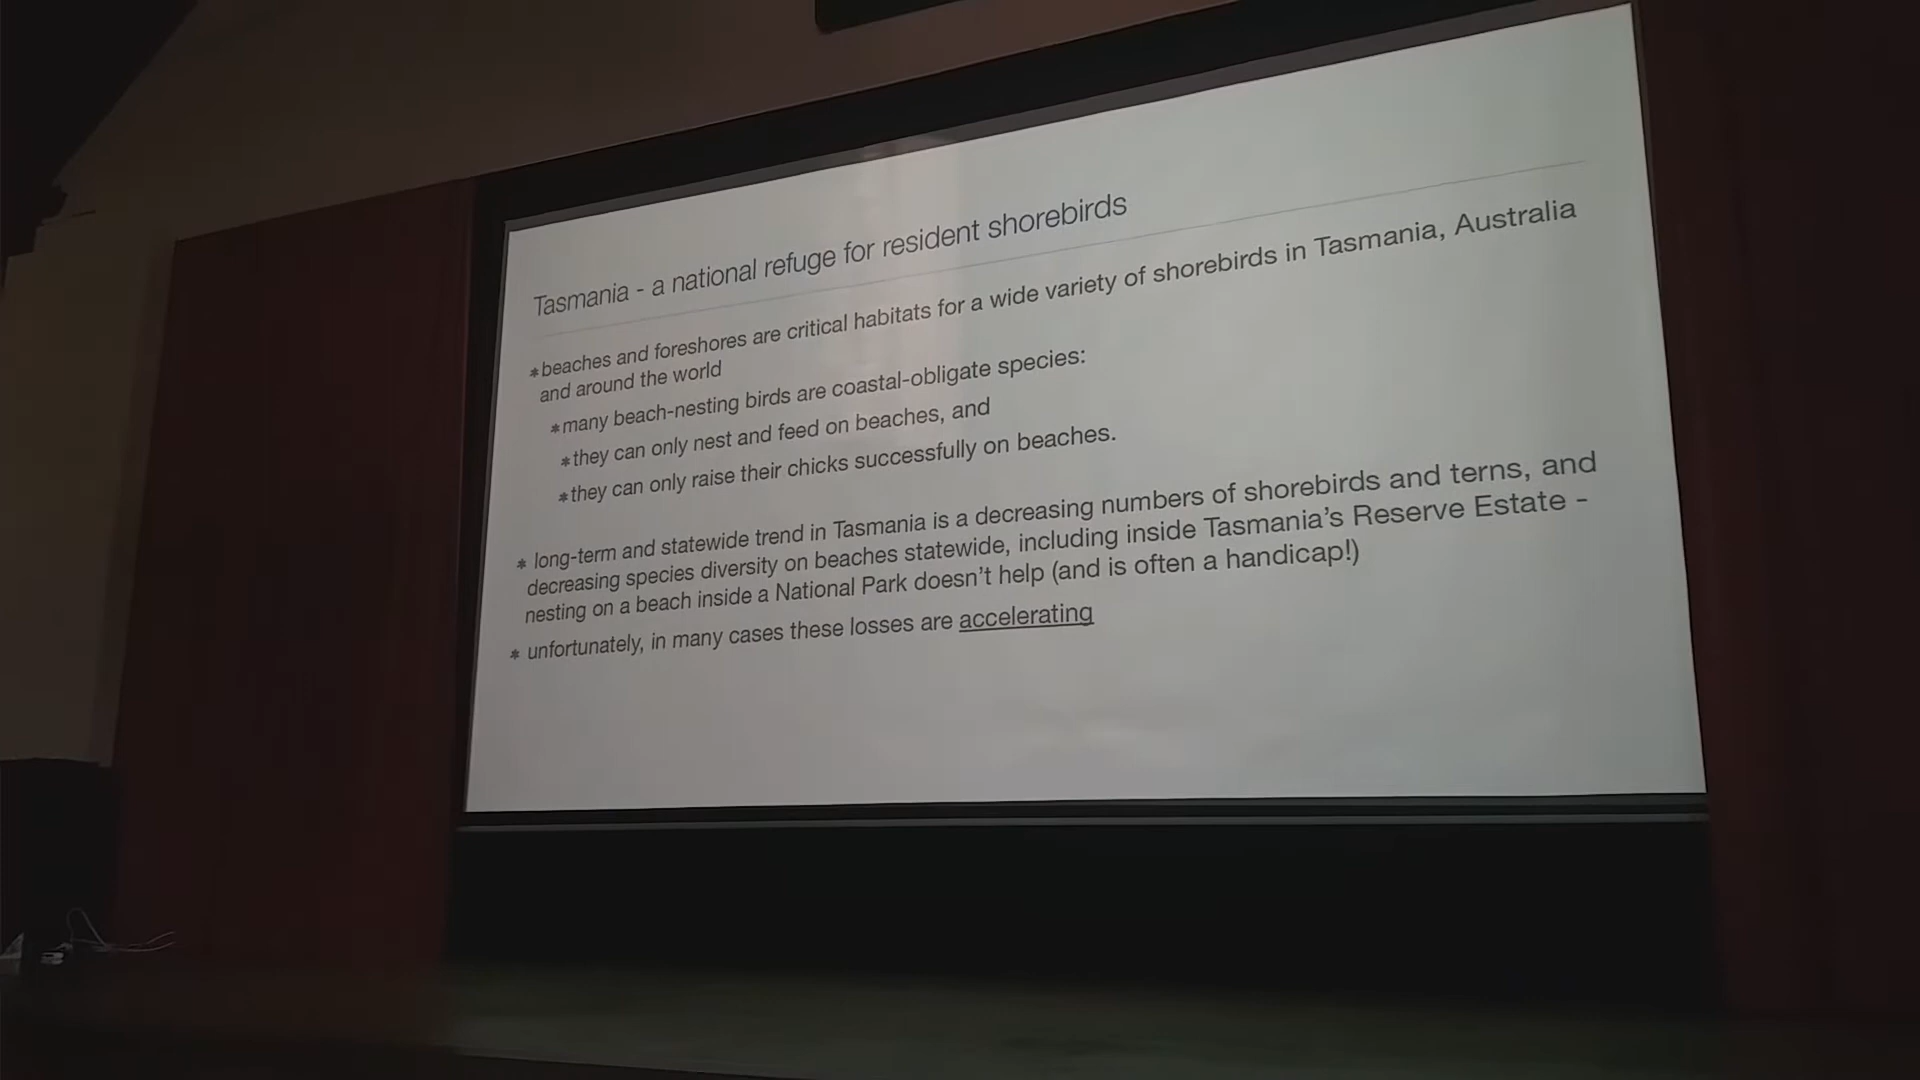 Tasmania - a national refuge for resident shorebirds
* beaches and foreshores are critical habitats for a wide variety of shorebirds in Tasmania, Australia
and around the world
* many beach-nesting birds are coastal-obligate species:
* they can only nest and feed on beaches, and
* they can only raise their chicks successfully on beaches.
* long-term and statewide trend in Tasmania is a decreasing numbers of shorebirds and terns, and
decreasing species diversity on beaches statewide, including inside Tasmania’s Reserve Estate -
nesting on a beach inside a National Park doesn’t help (and is often a handicap!)
* unfortunately, in many cases these losses are accelerating